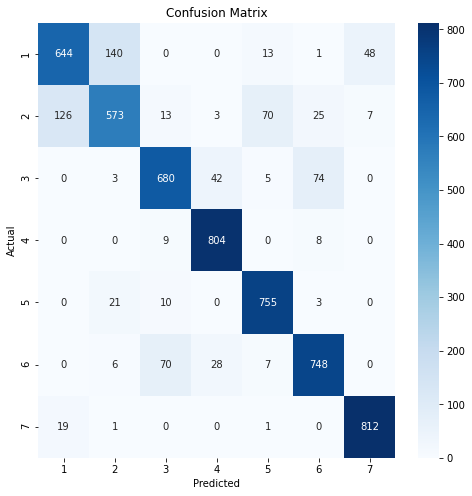 Confusion Matrix
1 644 140 0 0 13 1 48
2 126 573 13 3 70 25 7
3 0 3 680 42 5 74 0
4 0 0 9 804 0 8 0
5 0 21 10 0 755 3 0
6 0 6 70 28 7 748 0
7 19 1 0 0 1 0 812
1 2 3 4 5 6 7
Predicted
Actual
800
700
600
500
400
300
200
100
0